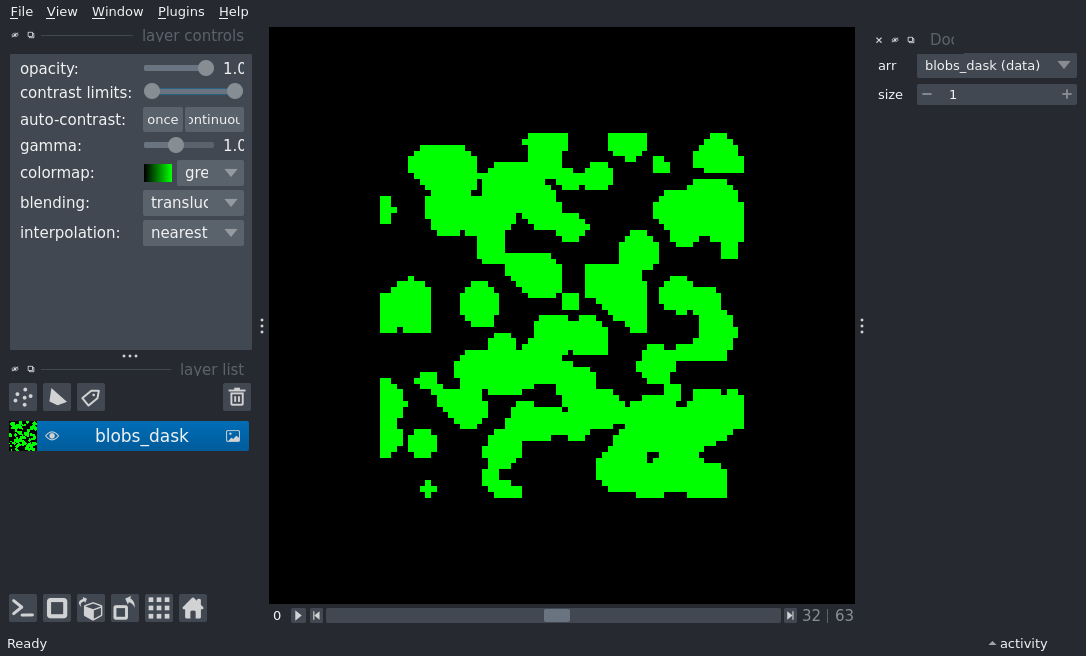 File View Window Plugins Help
layer controls
opacity: 1.0
contrast limits:
auto-contrast: once ontinuou
gamma: 1.0
colormap: gre
blending: transluc
interpolation: nearest
layer list
blobs_dask
0 32 | 63
Ready
Doc
arr blobs_dask (data)
size 1
activity